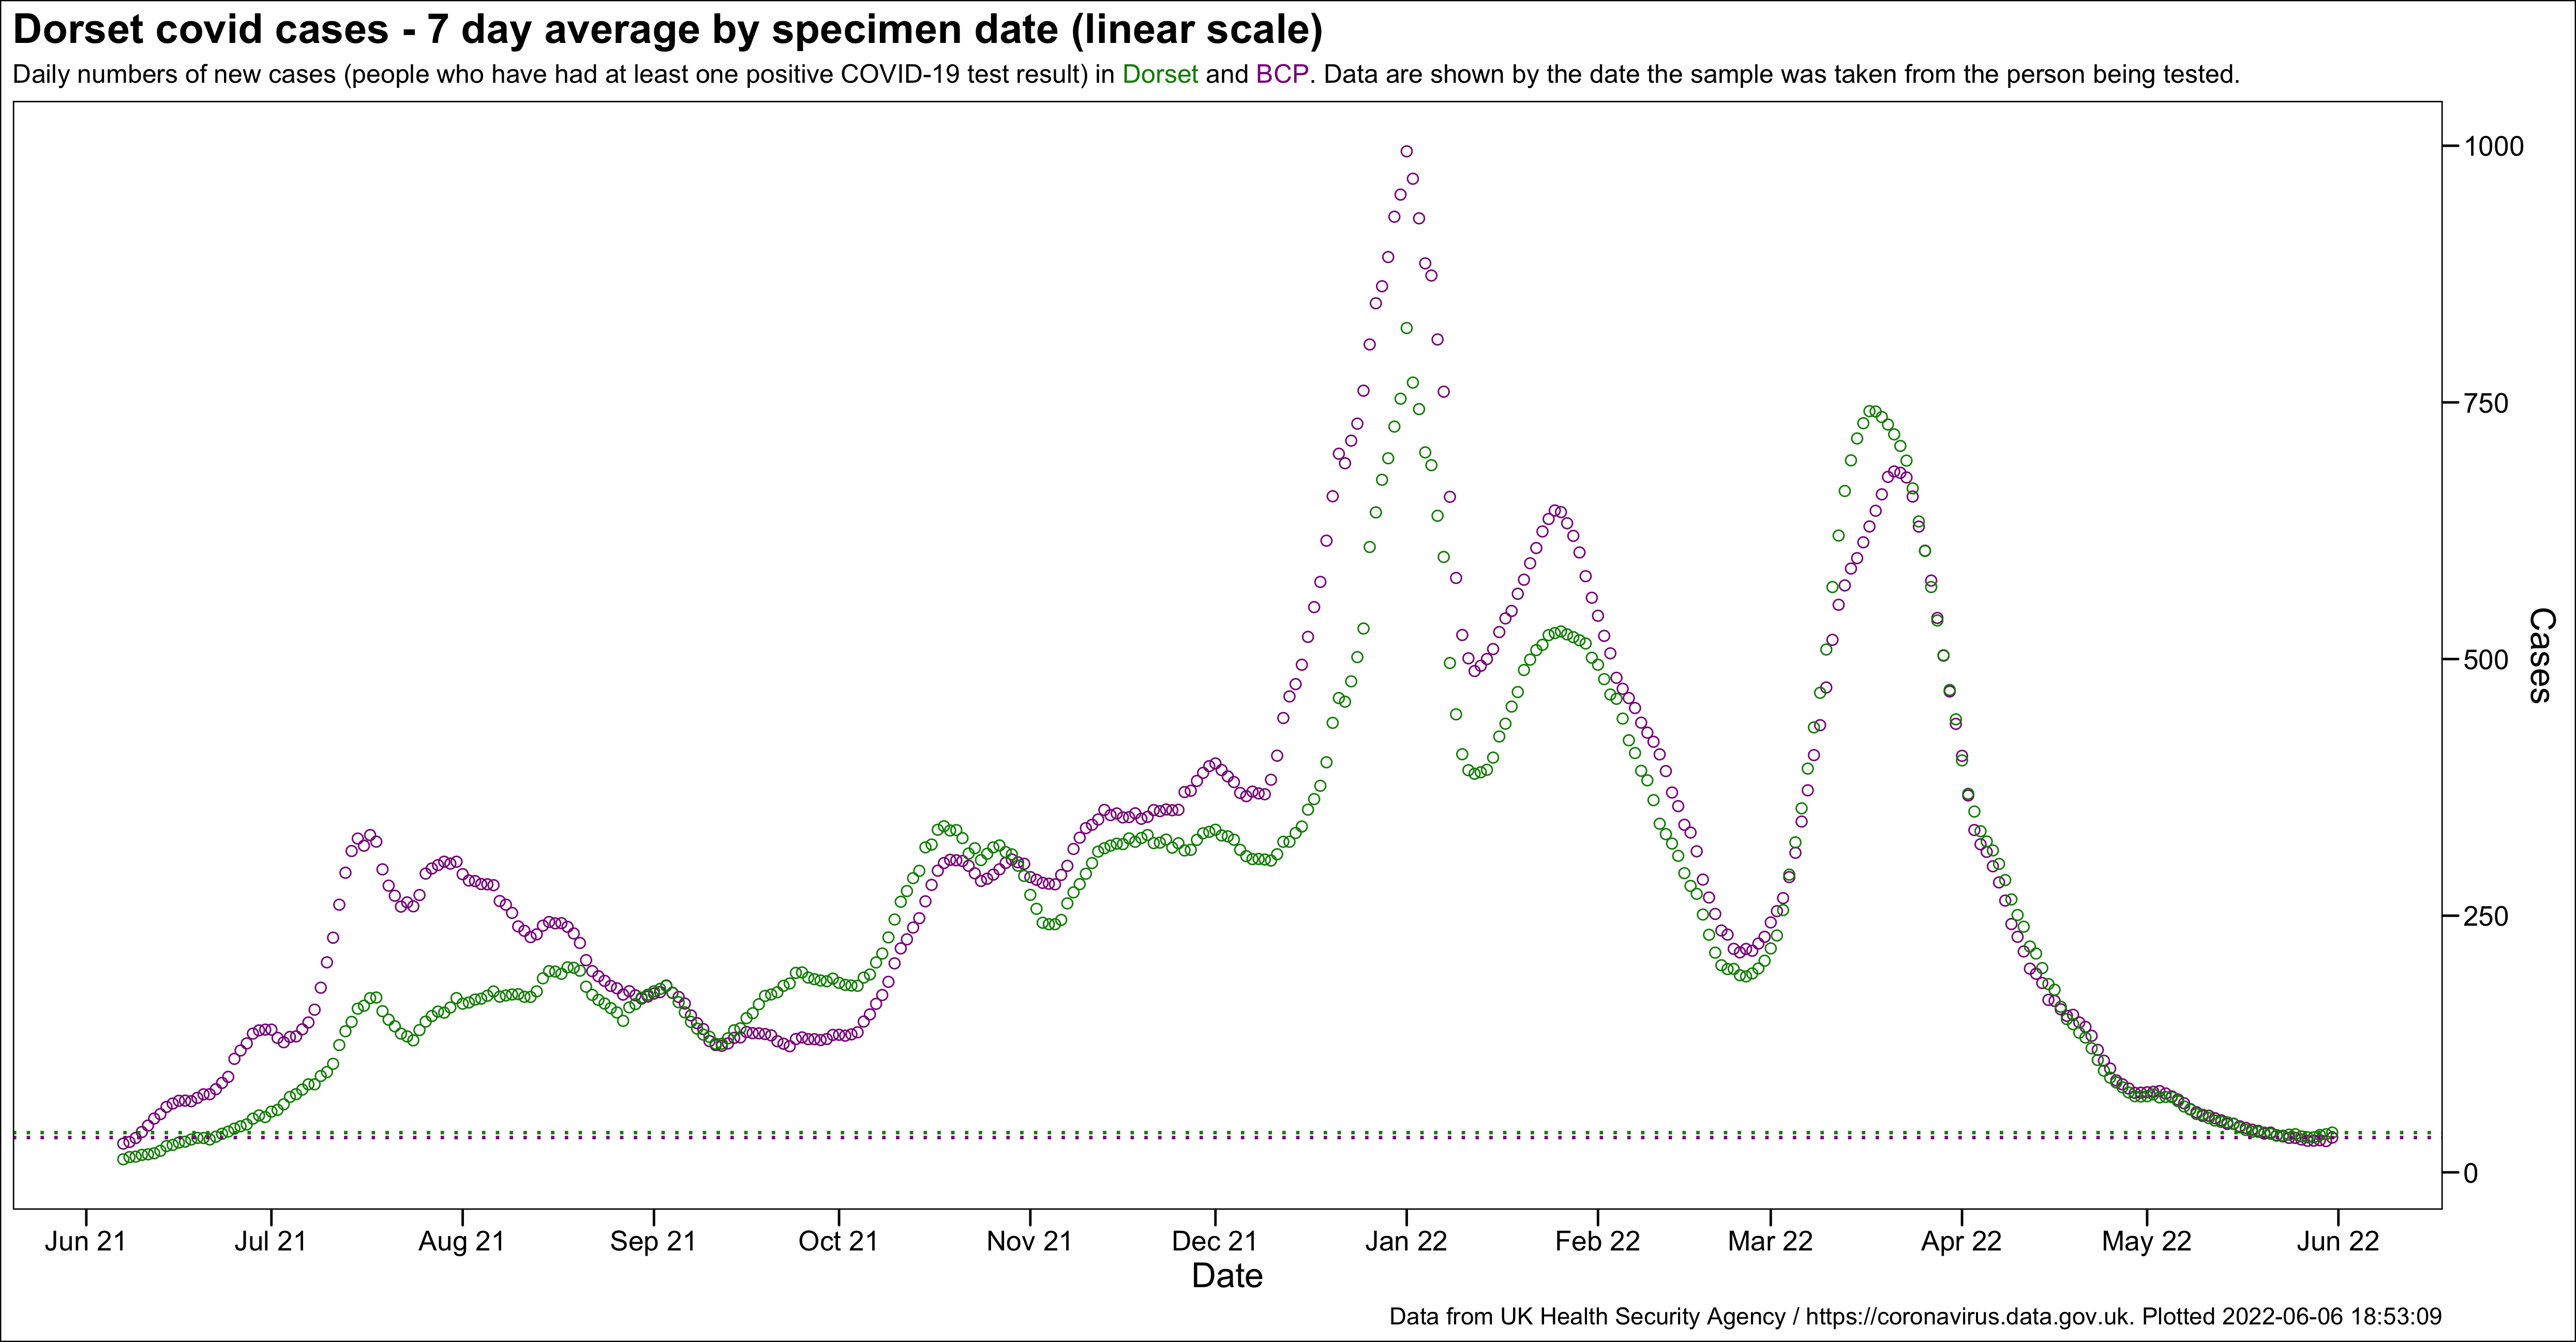 Dorset covid cases - 7 day average by specimen date (linear scale)
Daily numbers of new cases (people who have had at least one positive COVID-19 test result) in Dorset and BCP. Data are shown by the date the sample was taken from the person being tested.
1000
750
500
250
0
Cases
Jun 21 Jul 21 Aug 21 Sep 21 Oct 21 Nov 21 Dec 21 Jan 22 Feb 22 Mar 22 Apr 22 May 22 Jun 22
Date
Data from UK Health Security Agency / https://coronavirus.data.gov.uk. Plotted 2022-06-06 18:53:09